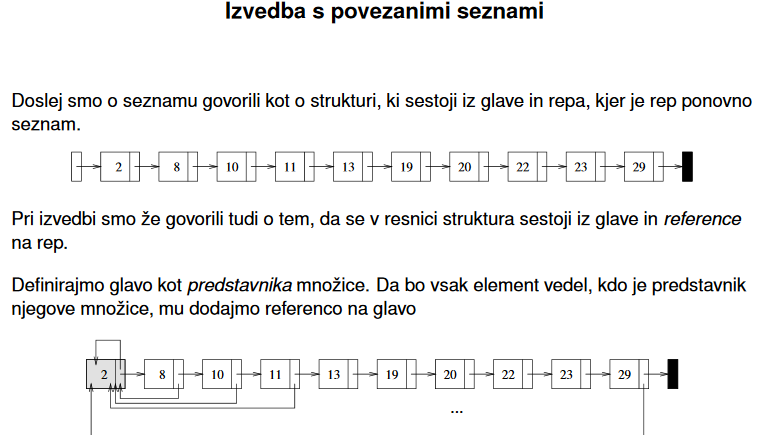 Izvedba s povezanimi seznami
Doslej smo o seznamu govorili kot o strukturi, ki sestoji iz glave in repa, kjer je rep ponovno
seznam.
2 8 10 11 13 19 20 22 23 29
Pri izvedbi smo že govorili tudi o tem, da se v resnici struktura sestoji iz glave in reference
na rep.
Definirajmo glavo kot predstavnika množice. Da bo vsak element vedel, kdo je predstavnik
njegove množice, mu dodajmo referenco na glavo
2 8 10 11 13 19 20 22 23 29
...